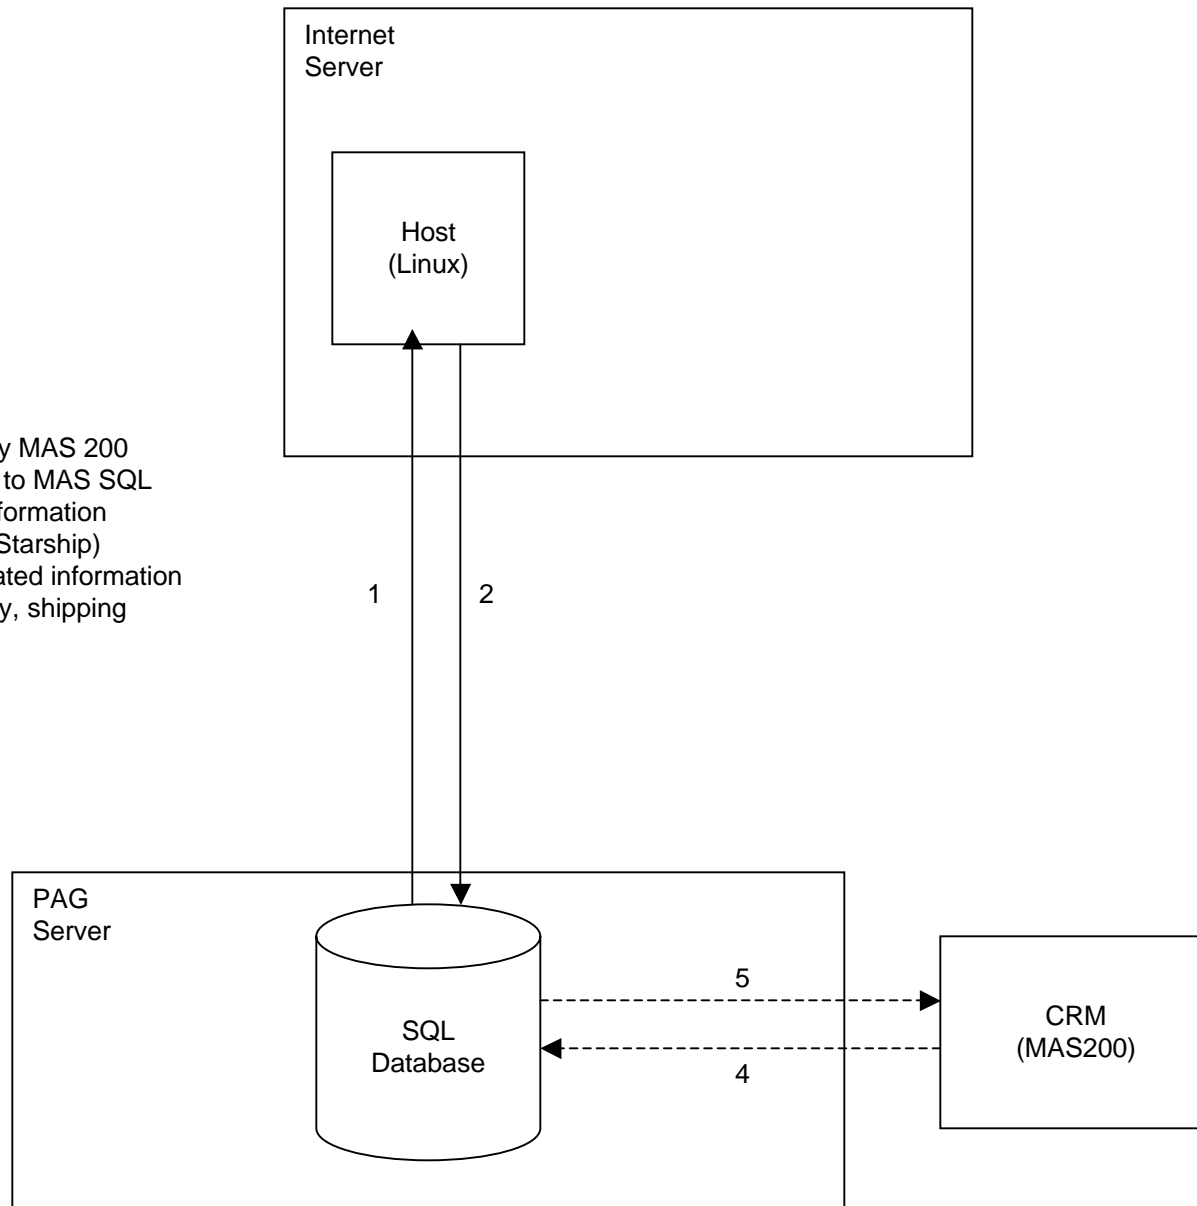 Internet
Server
Host
(Linux)
y MAS 200
to MAS SQL
formation
Starship)
ated information
y, shipping
1
2
PAG
Server
SQL
Database
5
4
CRM
(MAS200)